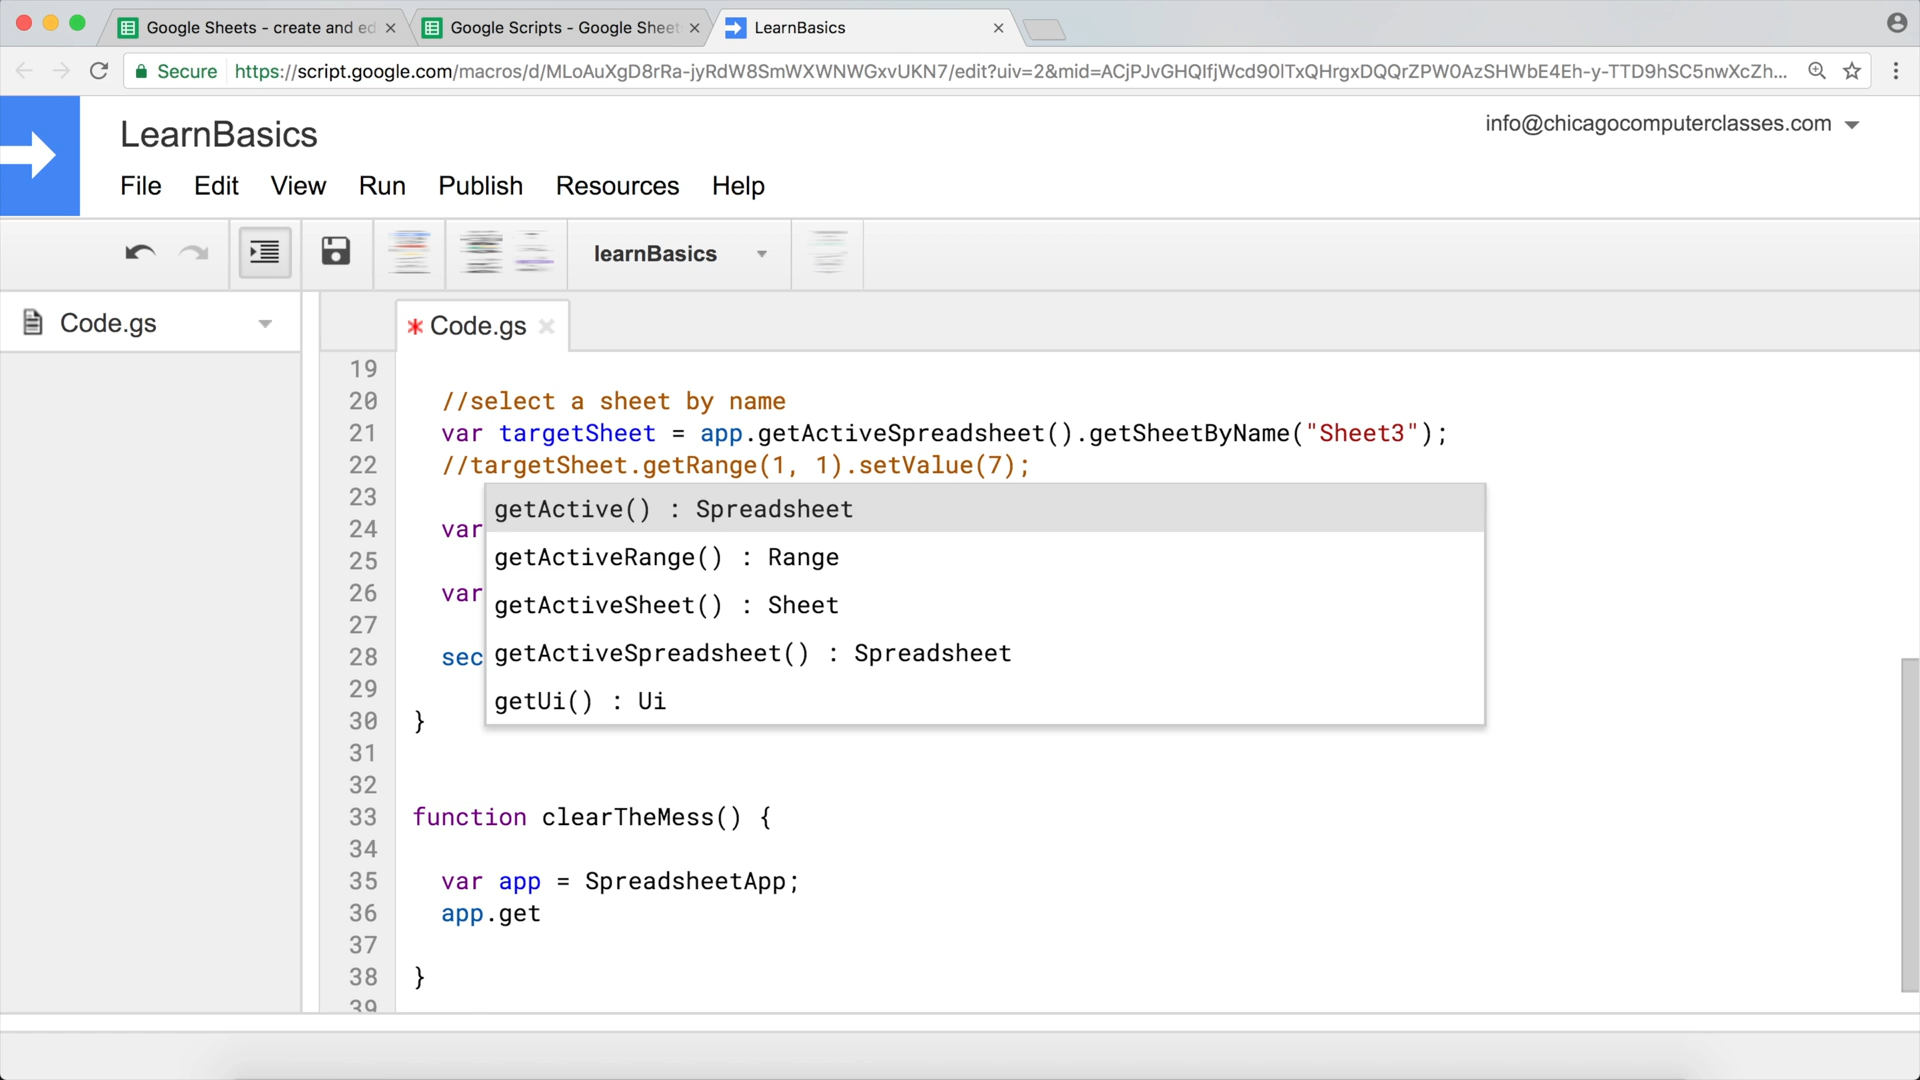 Google Sheets - create and ed
Google Scripts - Google Sheet
LearnBasics
Secure
https://script.google.com/macros/d/MLoAuXgD8rRa-jyRdW8SmWXWNWGxvUKN7/edit?uiv=2&mid=ACjPJvGHQIfjWcd90lTxQHrgxDQQrZPW0AzSHWbE4Eh-y-TTD9hSC5nwXcZh...
LearnBasics
info@chicagocomputerclasses.com
File Edit View Run Publish Resources Help
learnBasics
Code.gs
* Code.gs
19
20 //select a sheet by name
21 var targetSheet = app.getActiveSpreadsheet().getSheetByName("Sheet3");
22 //targetSheet.getRange(1, 1).setValue(7);
23
getActive() : Spreadsheet
24 var
getActiveRange() : Range
25
26 var
getActiveSheet() : Sheet
27
28 sec
getActiveSpreadsheet() : Spreadsheet
29
getUi() : Ui
30 }
31
32
33 function clearTheMess() {
34
35 var app = SpreadsheetApp;
36 app.get
37
38 }
39